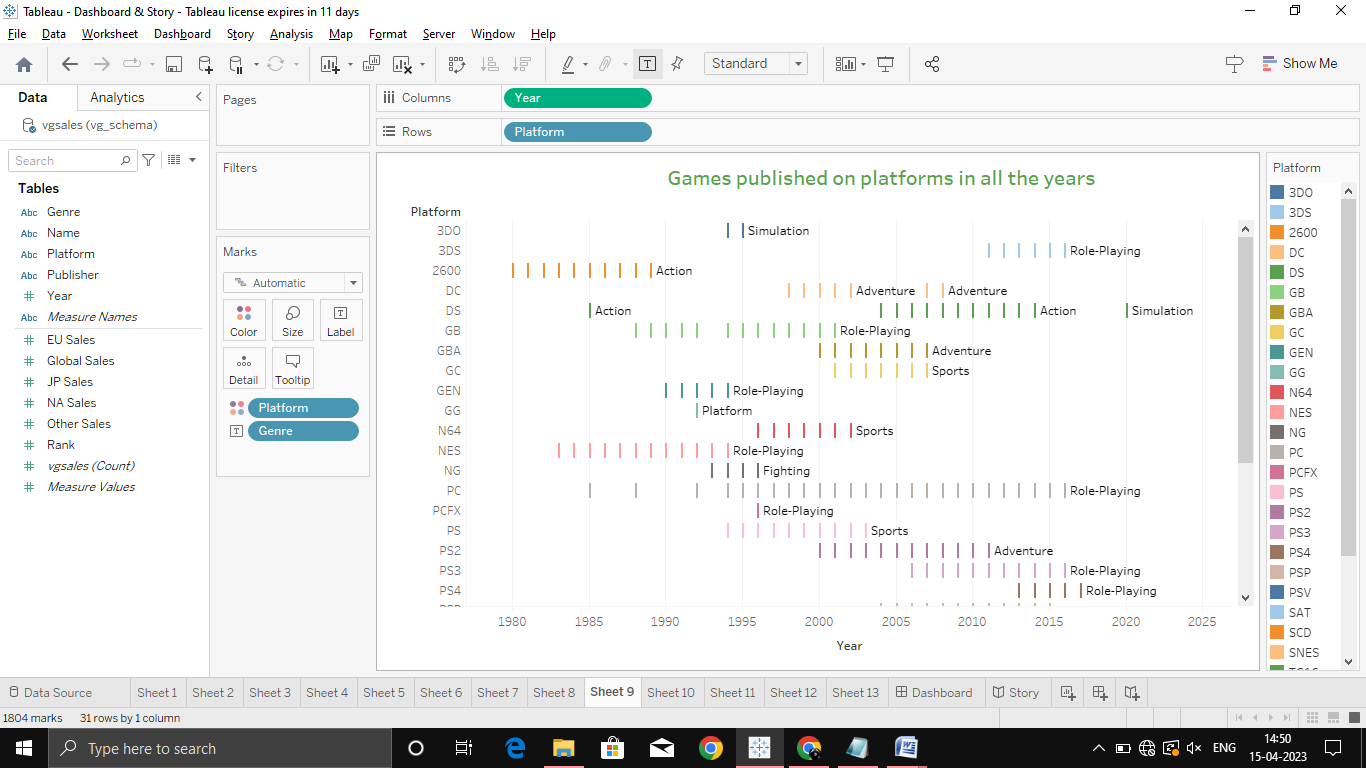 Tableau - Dashboard & Story - Tableau license expires in 11 days
File Data Worksheet Dashboard Story Analysis Map Format Server Window Help
Standard Show Me
Data Analytics
vgsales (vg_schema)
Search
Tables
Abc Genre
Abc Name
Abc Platform
Abc Publisher
Year
Abc Measure Names
EU Sales
Global Sales
JP Sales
NA Sales
Other Sales
Rank
vgsales (Count)
Measure Values
Pages
Filters
Marks
Automatic
Color Size Label
Detail Tooltip
Platform
Genre
Columns Year
Rows Platform
Games published on platforms in all the years
Platform
3DO Simulation
3DS Role-Playing
2600 Action
DC Adventure Adventure
DS Action Action Simulation
GB Role-Playing
GBA Adventure
GC Sports
GEN Role-Playing
GG Platform
N64 Sports
NES Role-Playing
NG Fighting
PC Role-Playing
PCFX Role-Playing
PS Sports
PS2 Adventure
PS3 Role-Playing
PS4 Role-Playing
1980 1985 1990 1995 2000 2005 2010 2015 2020 2025
Year
Platform
3DO
3DS
2600
DC
DS
GB
GBA
GC
GEN
GG
N64
NES
NG
PC
PCFX
PS
PS2
PS3
PS4
PSP
PSV
SAT
SCD
SNES
Data Source Sheet 1 Sheet 2 Sheet 3 Sheet 4 Sheet 5 Sheet 6 Sheet 7 Sheet 8 Sheet 9 Sheet 10 Sheet 11 Sheet 12 Sheet 13 Dashboard Story
1804 marks 31 rows by 1 column
Type here to search
ENG
14:50
15-04-2023